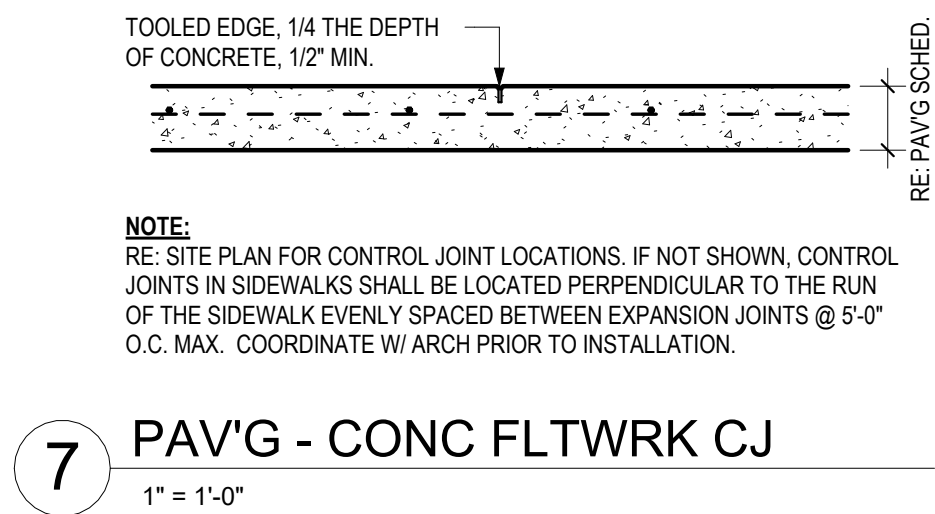 TOOLED EDGE, 1/4 THE DEPTH
OF CONCRETE, 1/2" MIN.
RE: PAV'G SCHED.
NOTE:
RE: SITE PLAN FOR CONTROL JOINT LOCATIONS. IF NOT SHOWN, CONTROL
JOINTS IN SIDEWALKS SHALL BE LOCATED PERPENDICULAR TO THE RUN
OF THE SIDEWALK EVENLY SPACED BETWEEN EXPANSION JOINTS @ 5'-0"
O.C. MAX. COORDINATE W/ ARCH PRIOR TO INSTALLATION.
7
PAV'G - CONC FLTWRK CJ
1" = 1'-0"